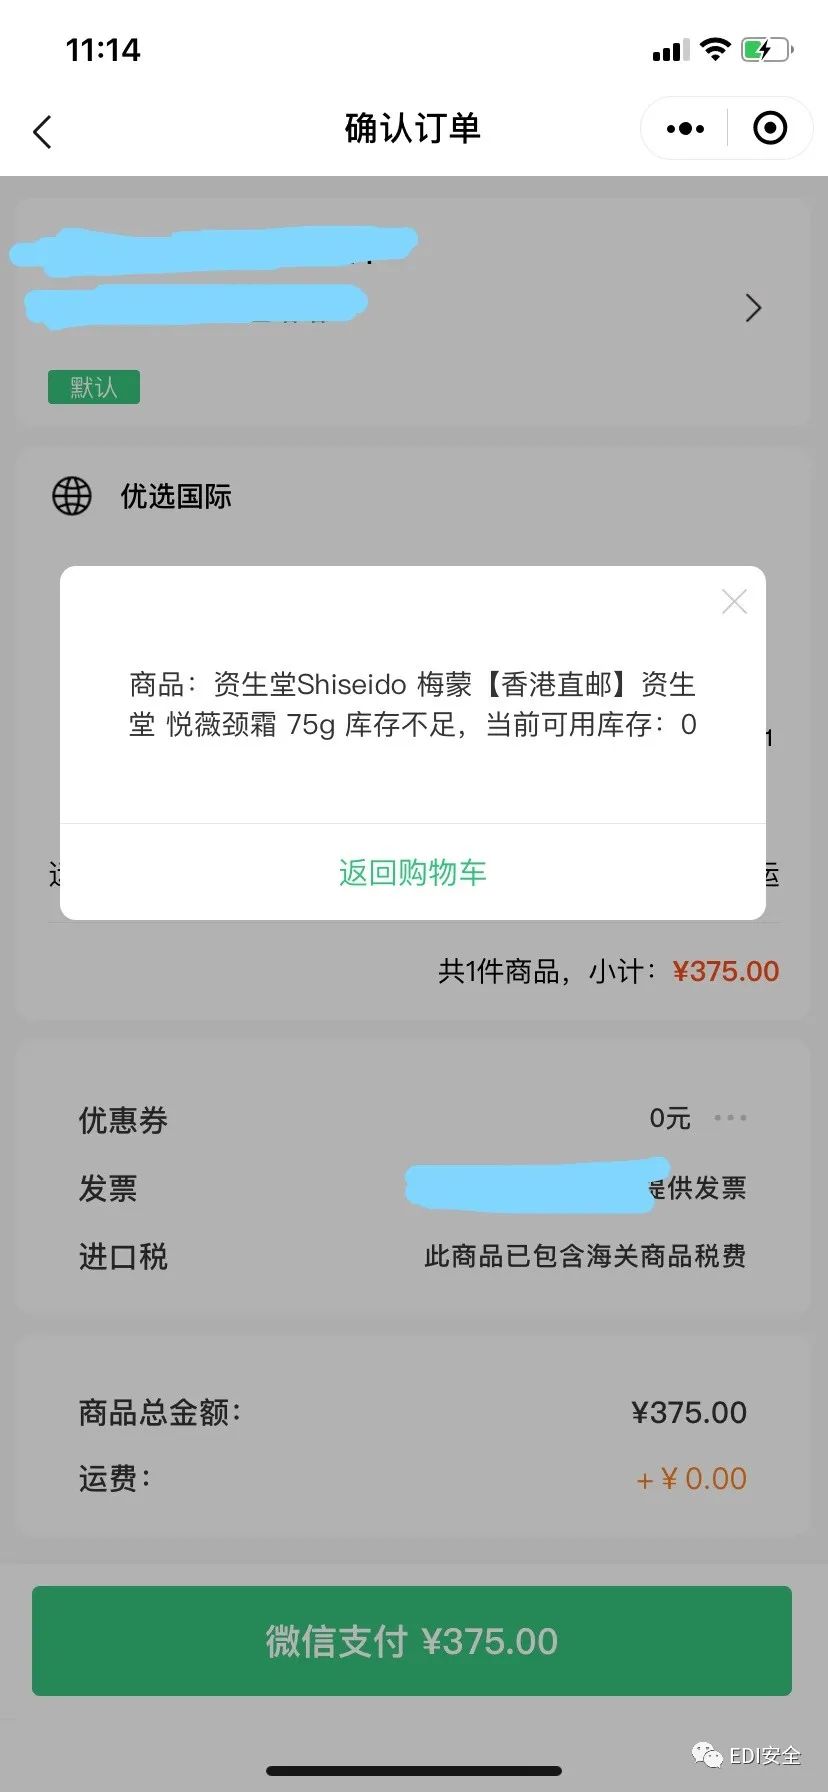 11:14
确认订单
默认
优选国际
商品：资生堂Shiseido 梅蒙【香港直邮】资生
堂 悦薇颈霜 75g 库存不足，当前可用库存：0
1
返回购物车
共1件商品，小计：¥375.00
优惠券 0元
发票 提供发票
进口税 此商品已包含海关商品税费
商品总金额： ¥375.00
运费： + ¥ 0.00
微信支付 ¥375.00
EDI安全